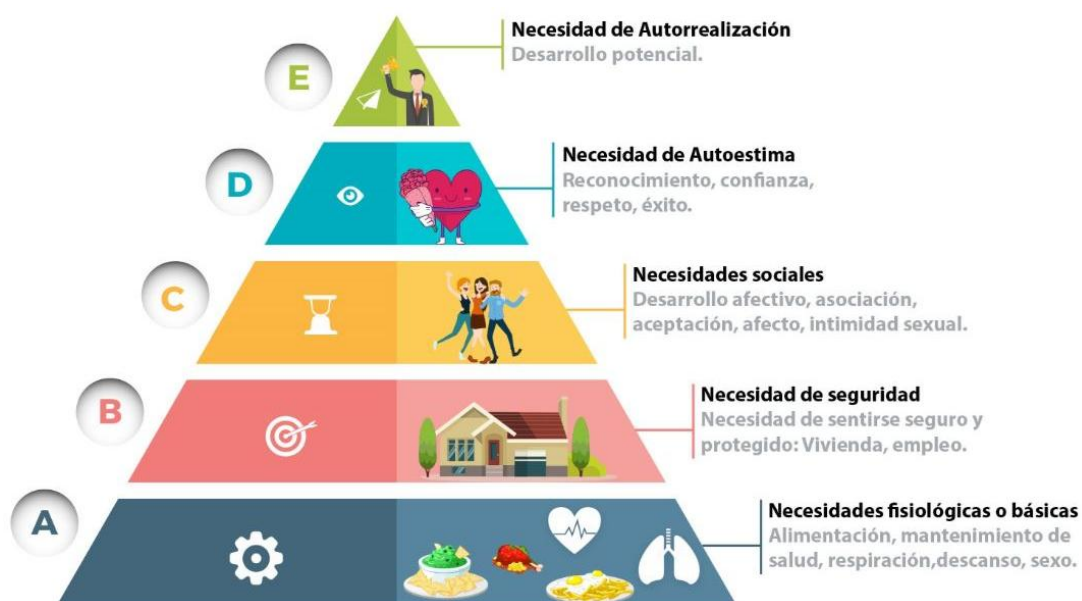 E
Necesidad de Autorrealización
Desarrollo potencial.
D
Necesidad de Autoestima
Reconocimiento, confianza,
respeto, éxito.
C
Necesidades sociales
Desarrollo afectivo, asociación,
aceptación, afecto, intimidad sexual.
B
Necesidad de seguridad
Necesidad de sentirse seguro y
protegido: Vivienda, empleo.
A
Necesidades fisiológicas o básicas
Alimentación, mantenimiento de
salud, respiración,descanso, sexo.